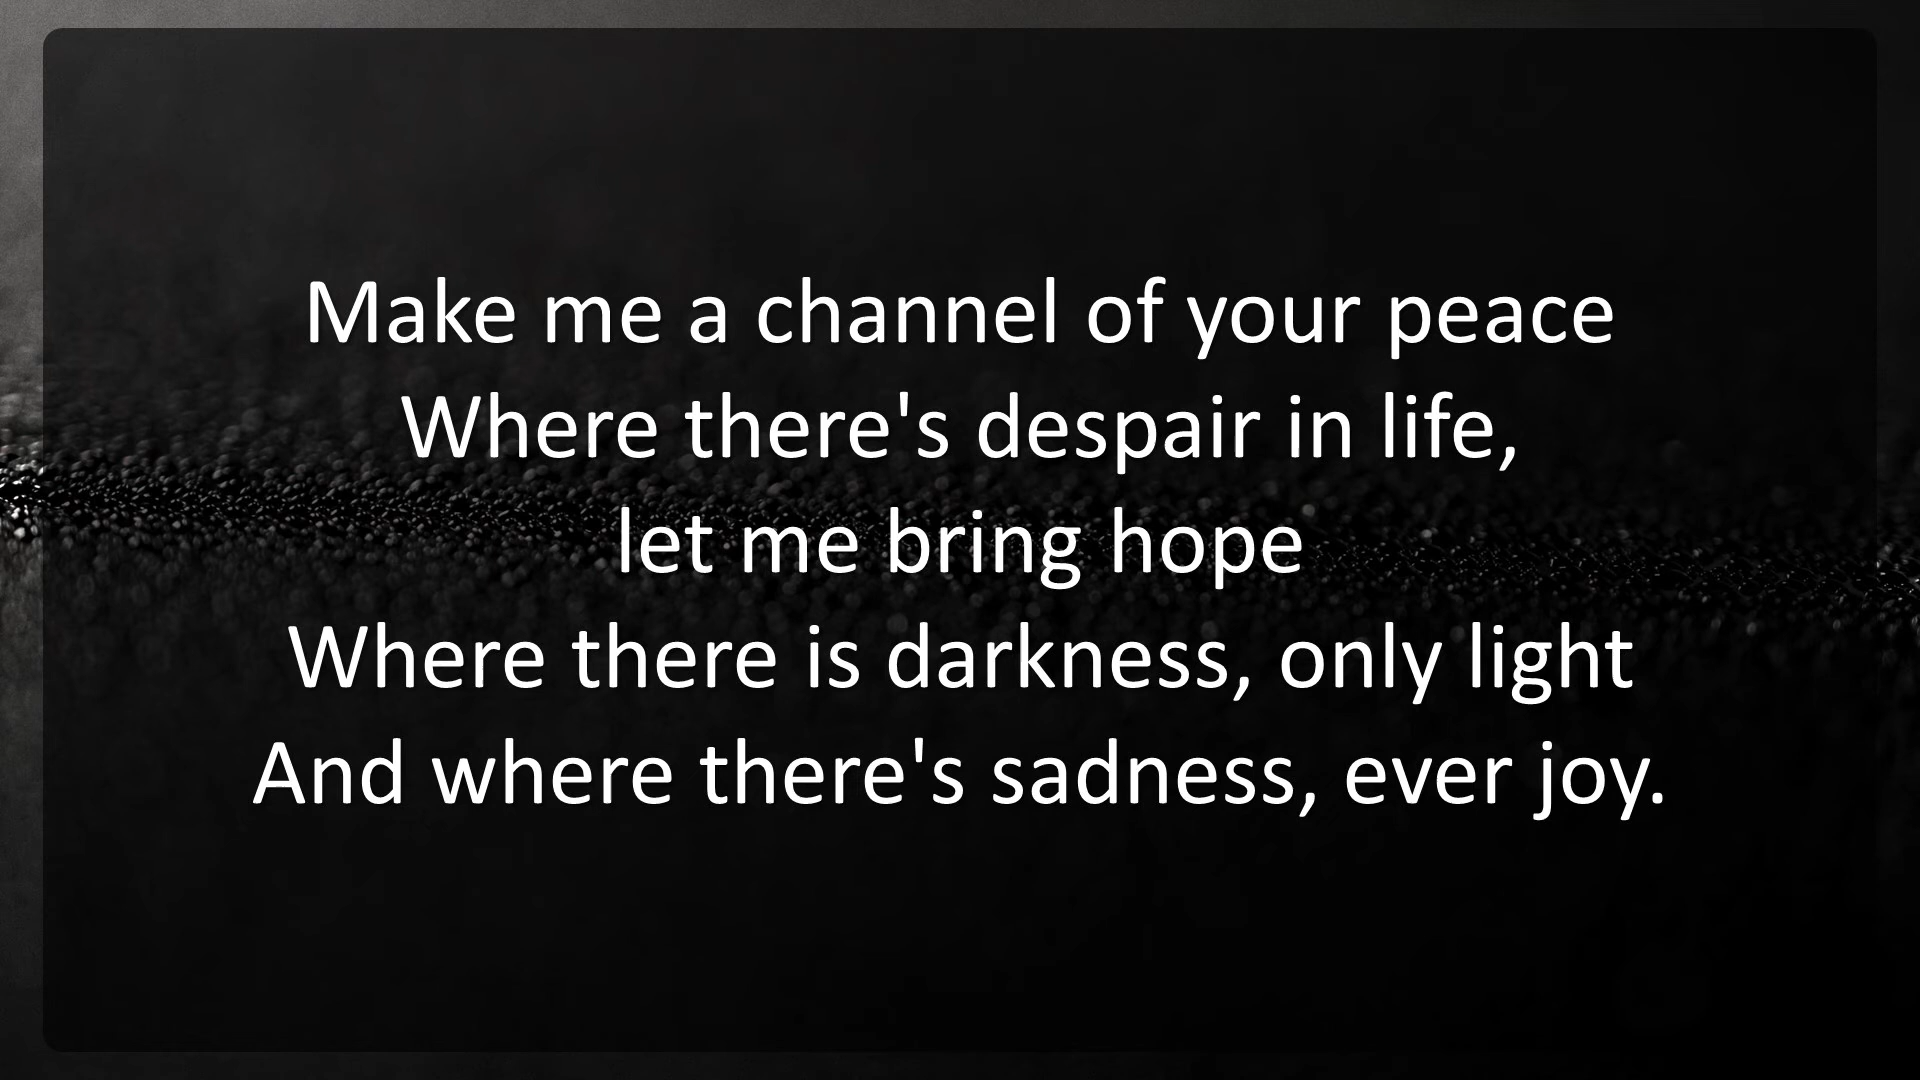 Make me a channel of your peace
Where there's despair in life,
let me bring hope
Where there is darkness, only light
And where there's sadness, ever joy.